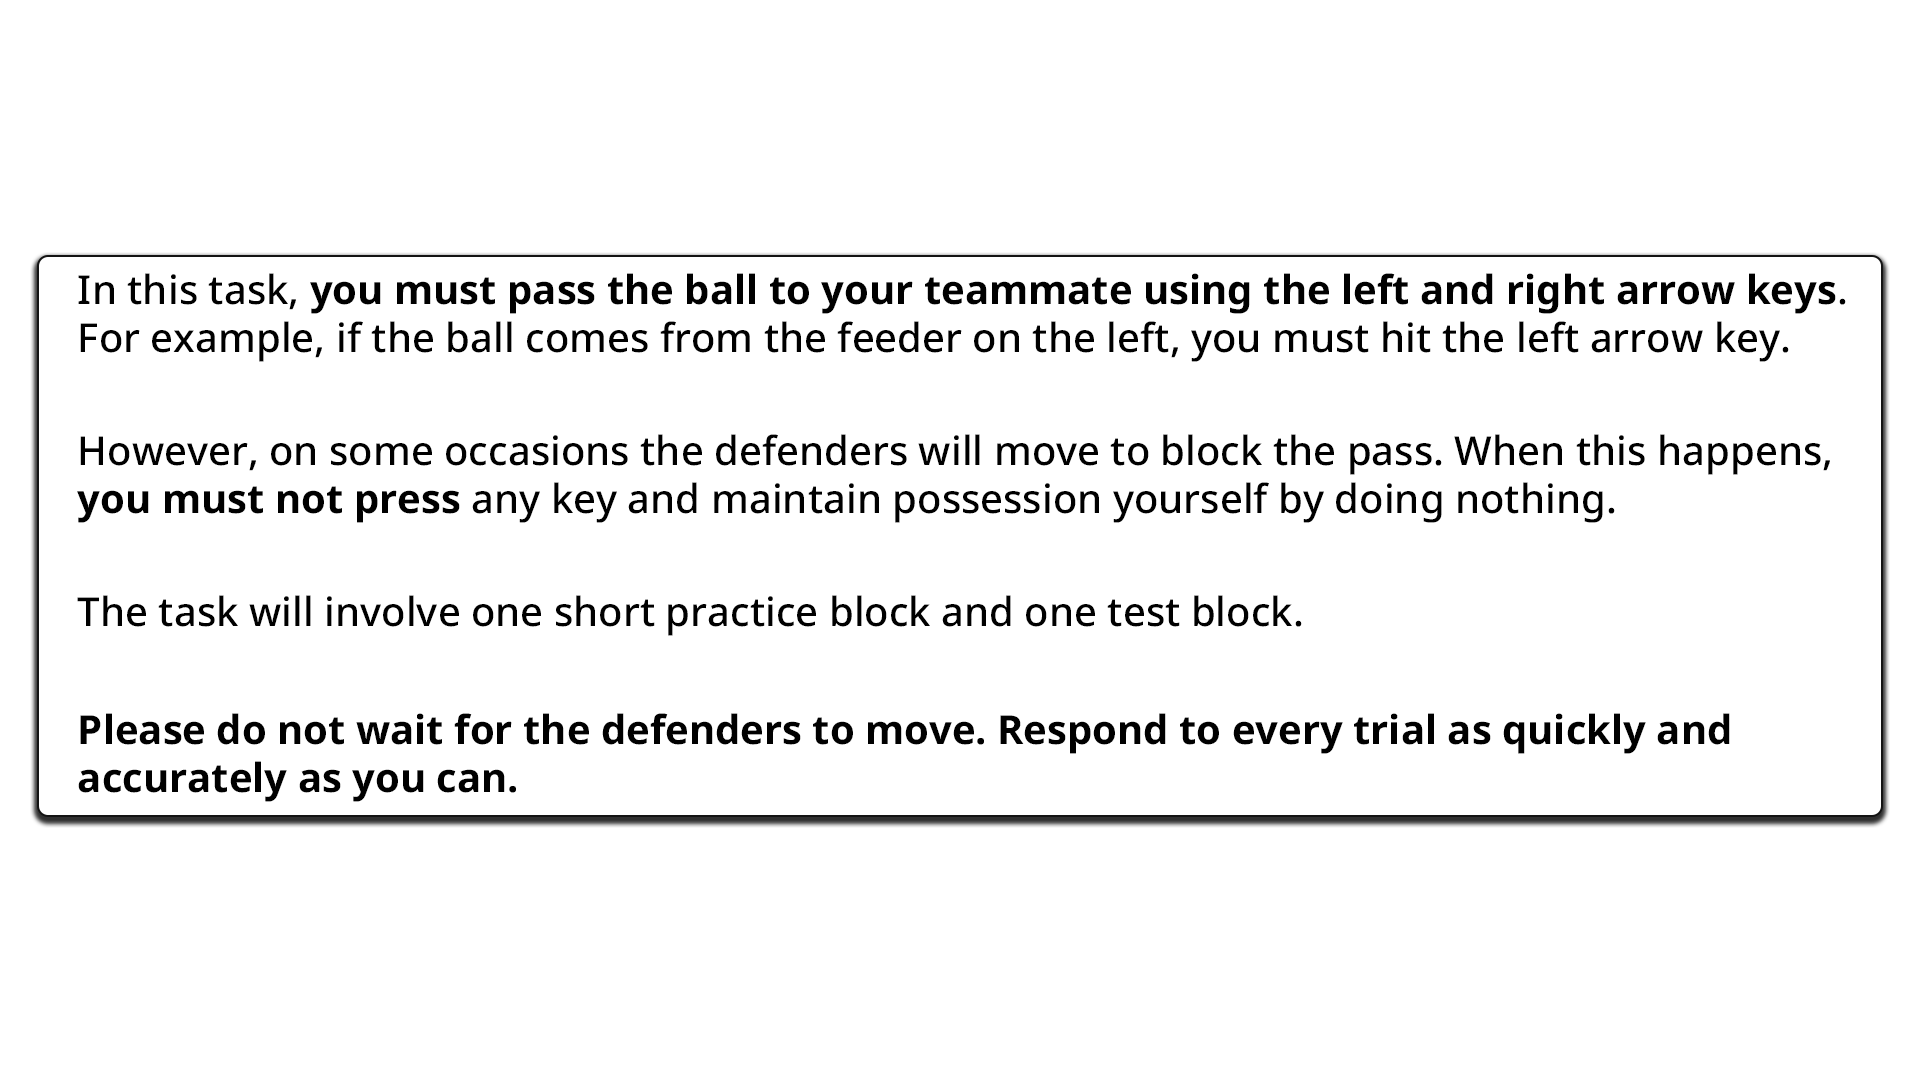 In this task, you must pass the ball to your teammate using the left and right arrow keys.
For example, if the ball comes from the feeder on the left, you must hit the left arrow key.
However, on some occasions the defenders will move to block the pass. When this happens,
you must not press any key and maintain possession yourself by doing nothing.
The task will involve one short practice block and one test block.
Please do not wait for the defenders to move. Respond to every trial as quickly and
accurately as you can.